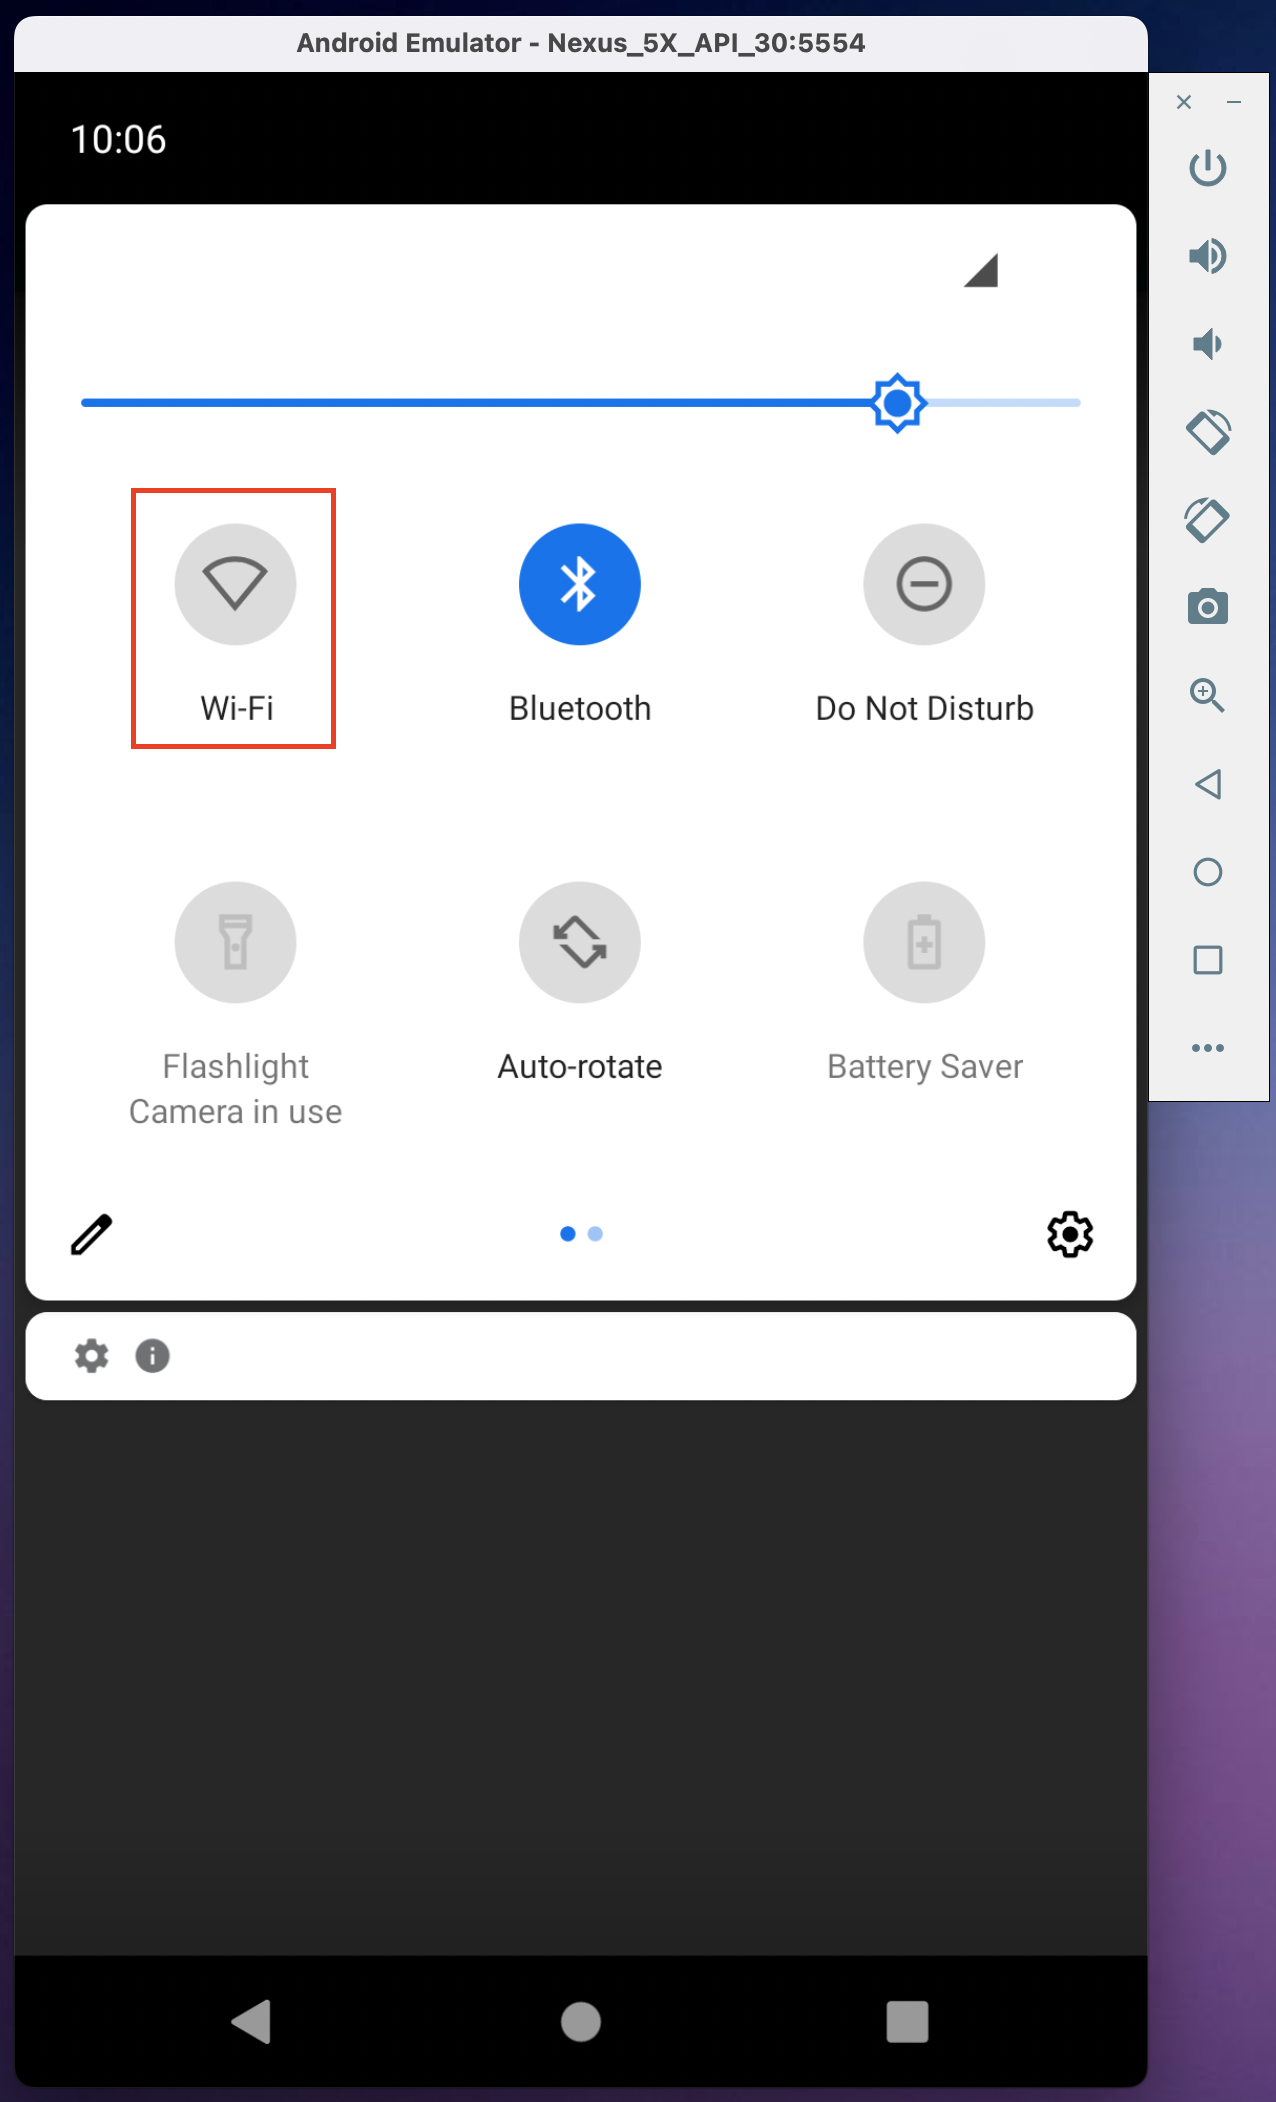 Android Emulator - Nexus_5X_API_30:5554
10:06
Wi-Fi
Bluetooth
Do Not Disturb
Flashlight
Camera in use
Auto-rotate
Battery Saver